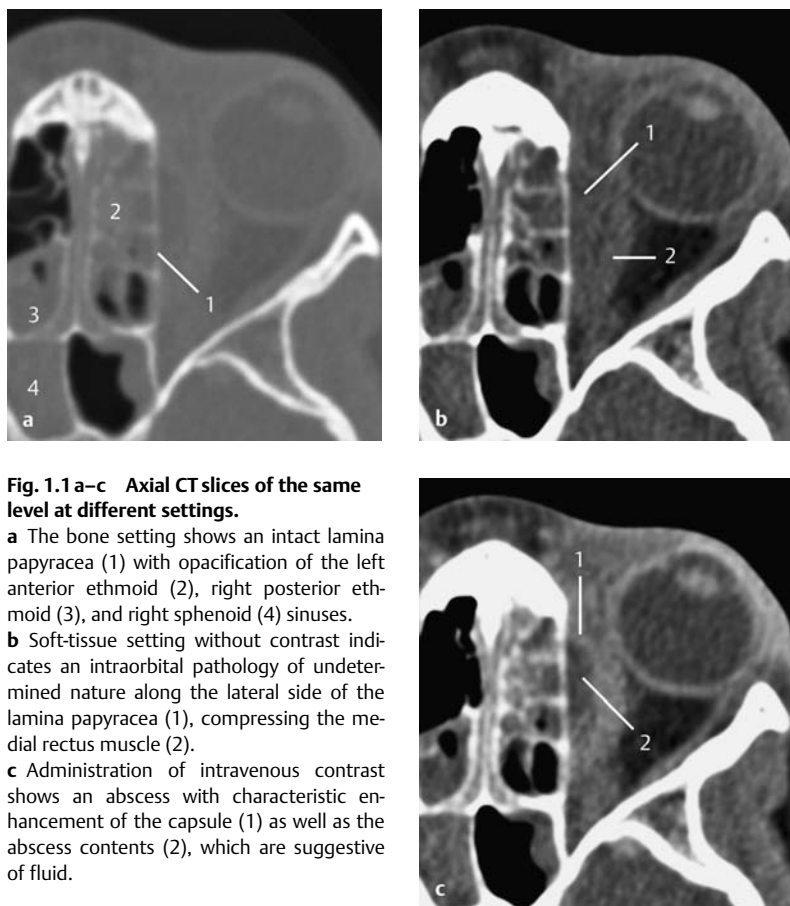 1
2
3
4
a
1
2
b
Fig. 1.1 a–c Axial CT slices of the same
level at different settings.
a The bone setting shows an intact lamina
papyracea (1) with opacification of the left
anterior ethmoid (2), right posterior eth-
moid (3), and right sphenoid (4) sinuses.
b Soft-tissue setting without contrast indi-
cates an intraorbital pathology of undeter-
mined nature along the lateral side of the
lamina papyracea (1), compressing the me-
dial rectus muscle (2).
c Administration of intravenous contrast
shows an abscess with characteristic en-
hancement of the capsule (1) as well as the
abscess contents (2), which are suggestive
of fluid.
1
2
c